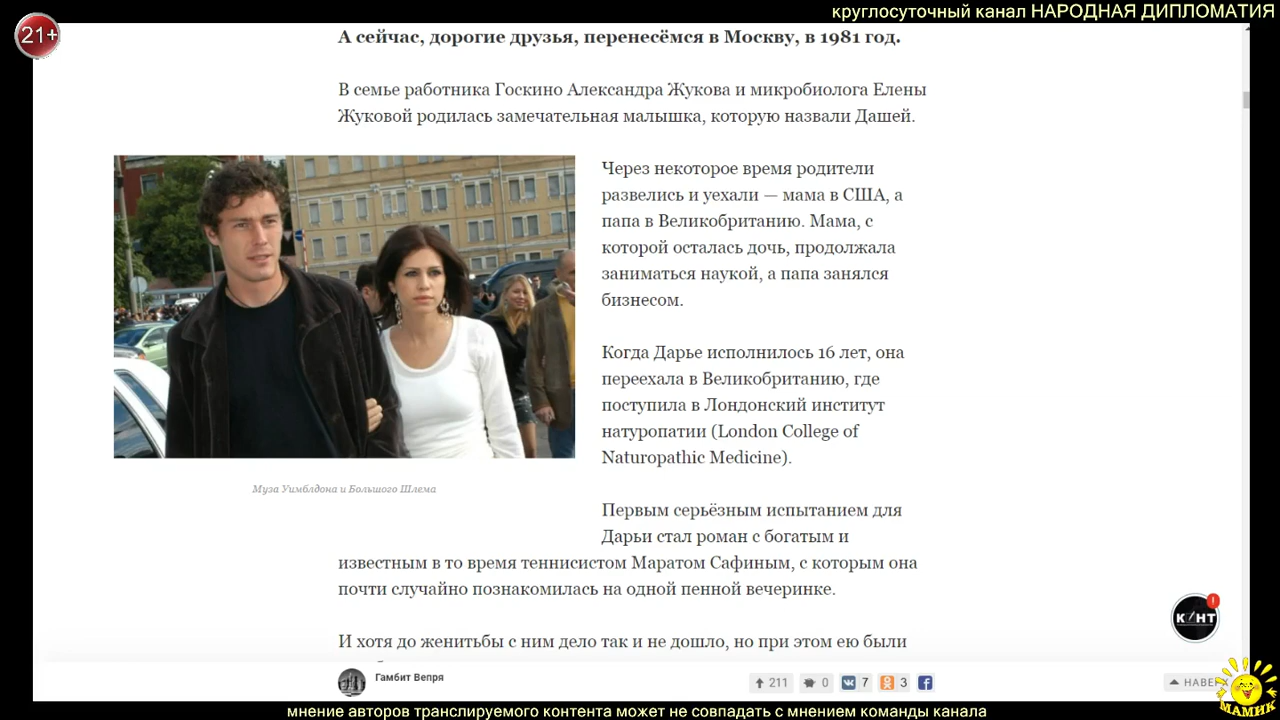 круглосуточный канал НАРОДНАЯ ДИПЛОМАТИЯ
21+
А сейчас, дорогие друзья, перенесёмся в Москву, в 1981 год.
В семье работника Госкино Александра Жукова и микробиолога Елены
Жуковой родилась замечательная малышка, которую назвали Дашей.
Через некоторое время родители
развелись и уехали — мама в США, а
папа в Великобританию. Мама, с
которой осталась дочь, продолжала
заниматься наукой, а папа занялся
бизнесом.
Когда Дарье исполнилось 16 лет, она
переехала в Великобританию, где
поступила в Лондонский институт
натуропатии (London College of
Naturopathic Medicine).
Муза Уимблдона и Большого Шлема
Первым серьёзным испытанием для
Дарьи стал роман с богатым и
известным в то время теннисистом Маратом Сафиным, с которым она
почти случайно познакомилась на одной пенной вечеринке.
К/НТ
И хотя до женитьбы с ним дело так и не дошло, но при этом ею были
Гамбит Вепря
211 0 7 3
НАВЕ
МАМИК
мнение авторов транслируемого контента может не совпадать с мнением команды канала